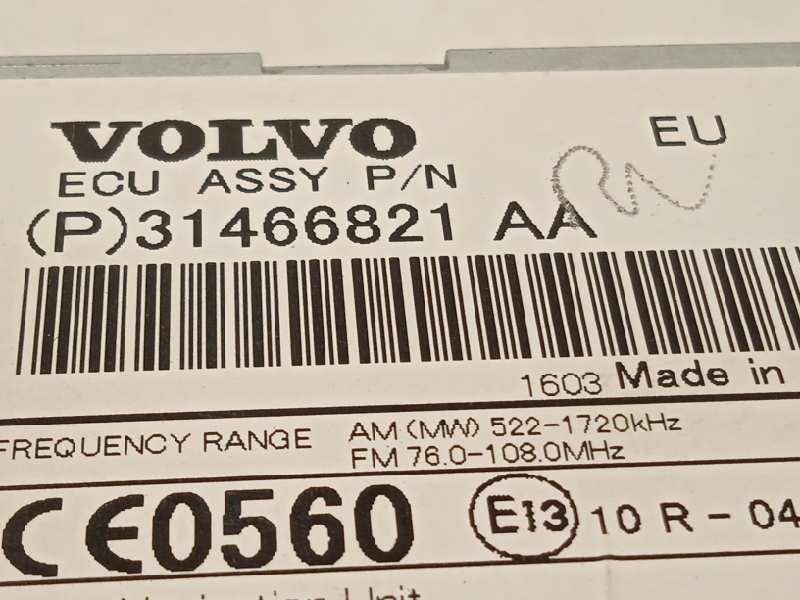 VOLVO
EU
ECU ASSY P/N
(P)31466821 AA
1603 Made in
FREQUENCY RANGE AM (MW) 522-1720kHz
FM 76.0-108.0MHz
CE0560 E13 10 R - 04
Unit